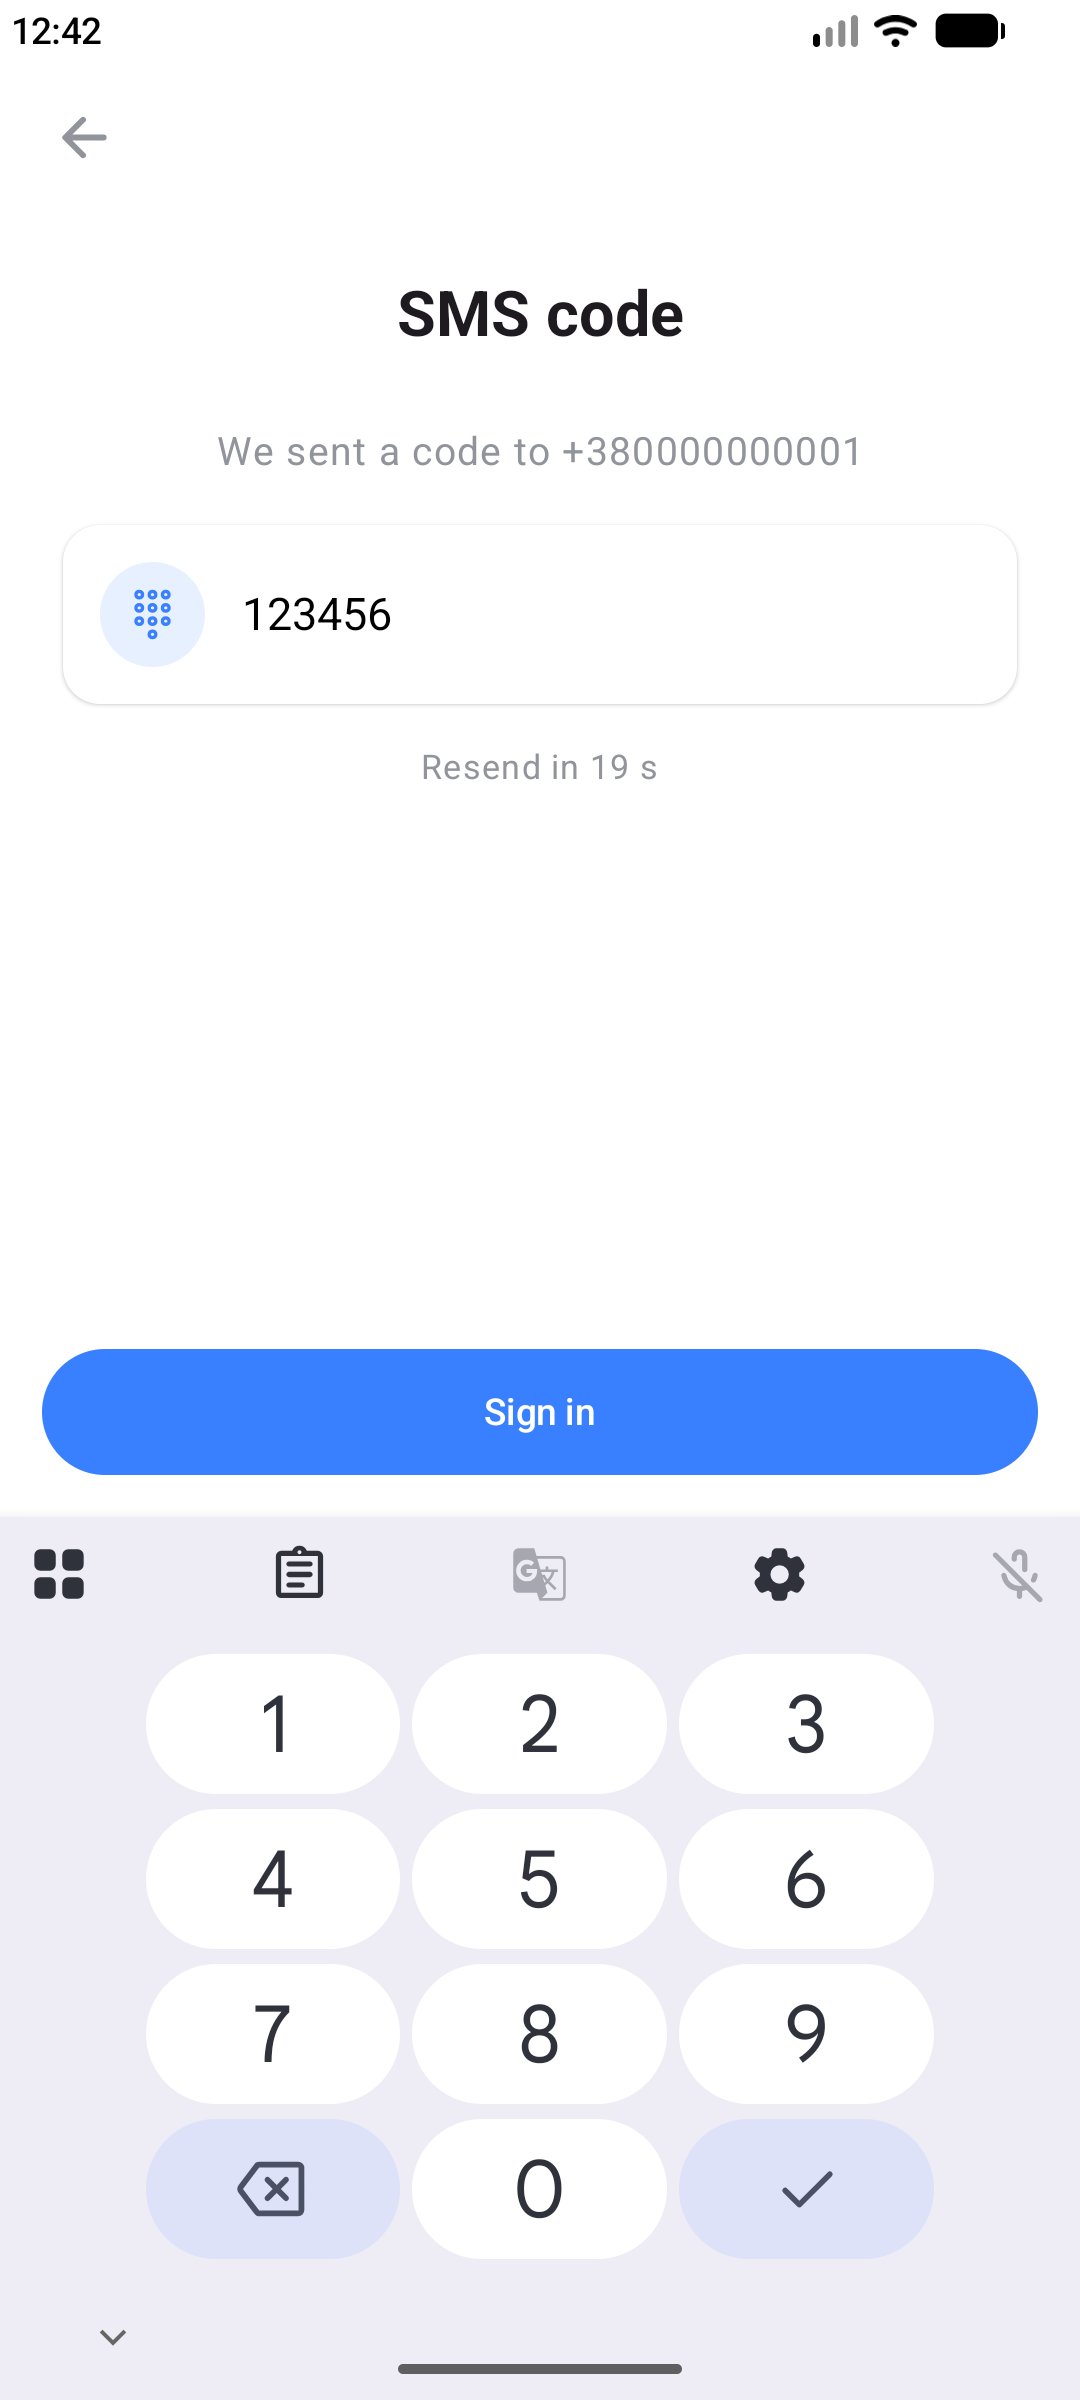 12:42
SMS code
We sent a code to +380000000001
123456
Resend in 19 s
Sign in
1 2 3
4 5 6
7 8 9
0